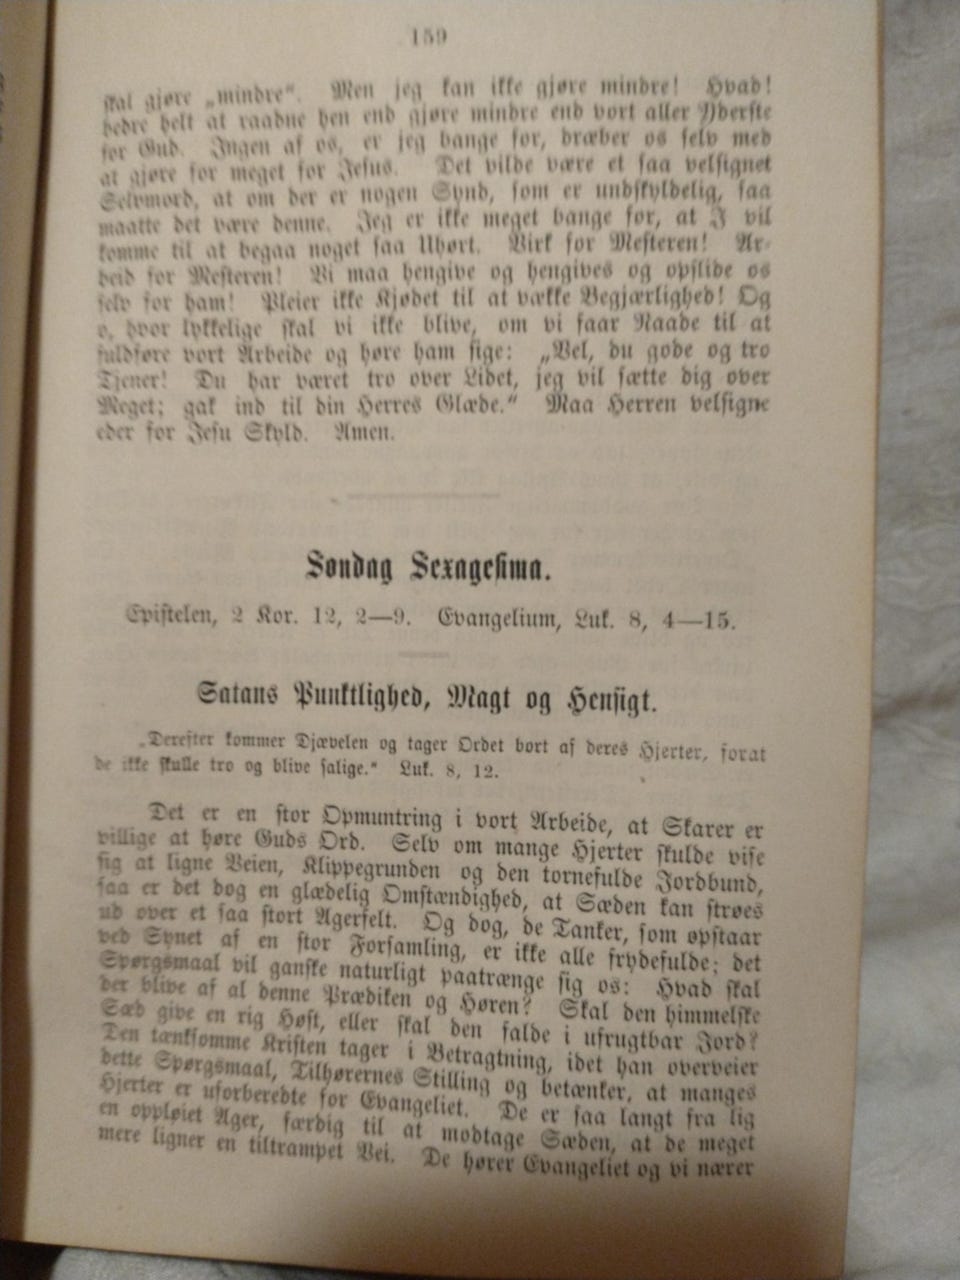 159
skal gjøre „mindre“. Men jeg kan ikke gjøre mindre! Hvad!
hedre helt at raadne hen end gjøre mindre end vort aller Yderste
for Gud. Ingen af os, er jeg bange for, dræber os selv med
at gjøre for meget for Jesus. Det vilde være et saa velsignet
Selvmord, at om der er nogen Synd, som er undskyldelig, saa
maatte det være denne. Jeg er ikke meget bange for, at I vil
komme til at begaa noget saa Uhørt. Virk for Mesteren! Ar-
beid for Mesteren! Vi maa hengive og hengives og opslide os
selv for ham! Pleier ikke Kjødet til at vække Begjærlighed! Og
o, hvor lykkelige skal vi ikke blive, om vi faar Naade til at
fuldføre vort Arbeide og høre ham sige: „Vel, du gode og tro
Tjener! Du har været tro over Lidet, jeg vil sætte dig over
Meget; gak ind til din Herres Glæde.“ Maa Herren velsigne
eder for Jesu Skyld. Amen.
Søndag Sexagesima.
Epistelen, 2 Kor. 12, 2—9. Evangelium, Luk. 8, 4—15.
Satans Punktlighed, Magt og Hensigt.
„Derefter kommer Djævelen og tager Ordet bort af deres Hjerter, forat
de ikke skulle tro og blive salige.“ Luk. 8, 12.
Det er en stor Opmuntring i vort Arbeide, at Skarer er
villige at høre Guds Ord. Selv om mange Hjerter skulde vise
sig at ligne Veien, Klippegrunden og den tornefulde Jordbund,
saa er det dog en glædelig Omstændighed, at Sæden kan strøes
ud over et saa stort Agerfelt. Og dog, de Tanker, som opstaar
ved Synet af en stor Forsamling, er ikke alle frydefulde; det
Spørgsmaal vil ganske naturligt paatrænge sig os: Hvad skal
der blive af al denne Prædiken og Høren? Skal den himmelske
Sæd give en rig Høst, eller skal den falde i ufrugtbar Jord?
Den tænksomme Kristen tager i Betragtning, idet han overveier
dette Spørgsmaal, Tilhørernes Stilling og betænker, at manges
Hjerter er uforberedte for Evangeliet. De er saa langt fra lig
en oppløiet Ager, færdig til at modtage Sæden, at de meget
mere ligner en tiltrampet Vei. De hører Evangeliet og vi nærer